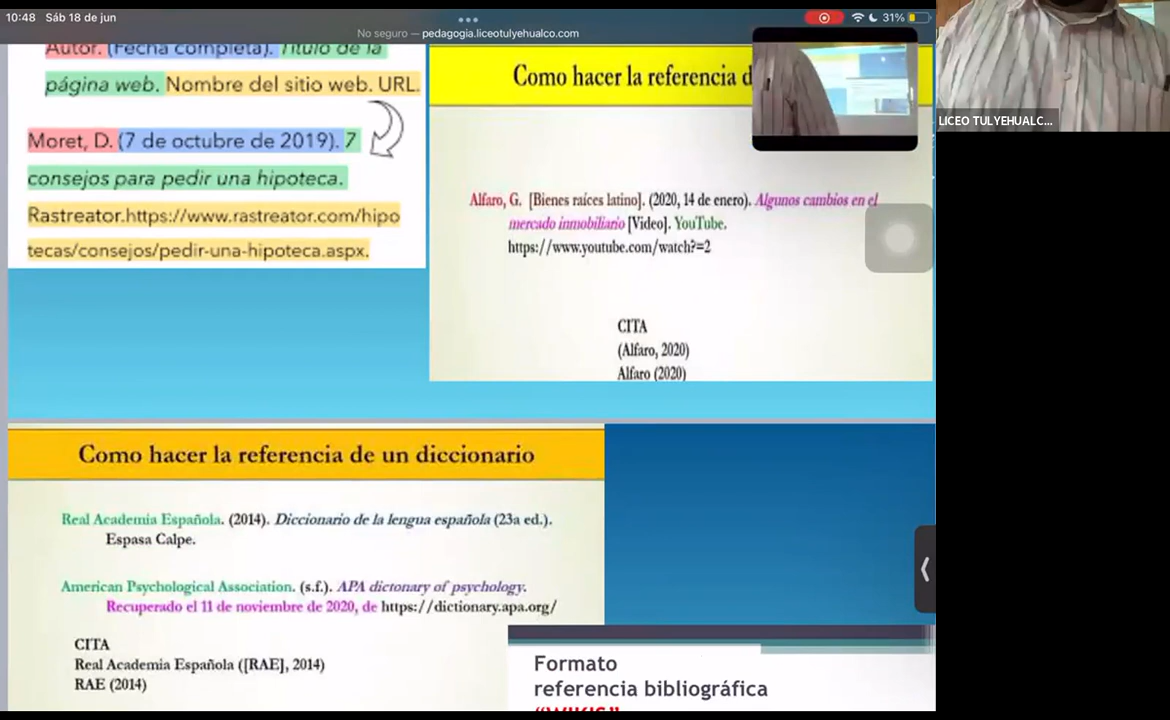 10:48 Sáb 18 de jun
31%
No seguro — pedagogia.liceotulyehualco.com
Autor. (Fecha completa). Título de la
página web. Nombre del sitio web. URL.
Moret, D. (7 de octubre de 2019). 7
consejos para pedir una hipoteca.
Rastreator.https://www.rastreator.com/hipo
tecas/consejos/pedir-una-hipoteca.aspx.
Como hacer la referencia d
Alfaro, G. [Bienes raíces latino]. (2020, 14 de enero). Algunos cambios en el
mercado inmobiliario [Video]. YouTube.
https://www.youtube.com/watch?=2
CITA
(Alfaro, 2020)
Alfaro (2020)
LICEO TULYEHUALC...
Como hacer la referencia de un diccionario
Real Academia Española. (2014). Diccionario de la lengua española (23a ed.).
Espasa Calpe.
American Psychological Association. (s.f.). APA dictonary of psychology.
Recuperado el 11 de noviembre de 2020, de https://dictionary.apa.org/
CITA
Real Academia Española ([RAE], 2014)
RAE (2014)
Formato
referencia bibliográfica
“WIKIS”